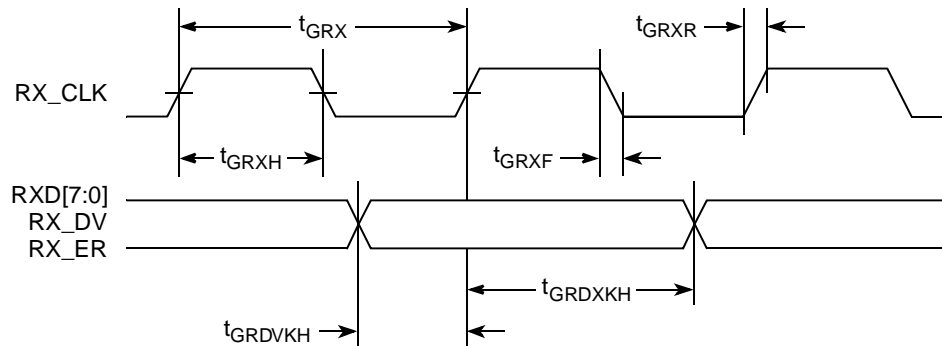 tGRX
tGRXR
RX_CLK
tGRXH
tGRXF
RXD[7:0]
RX_DV
RX_ER
tGRDXKH
tGRDVKH